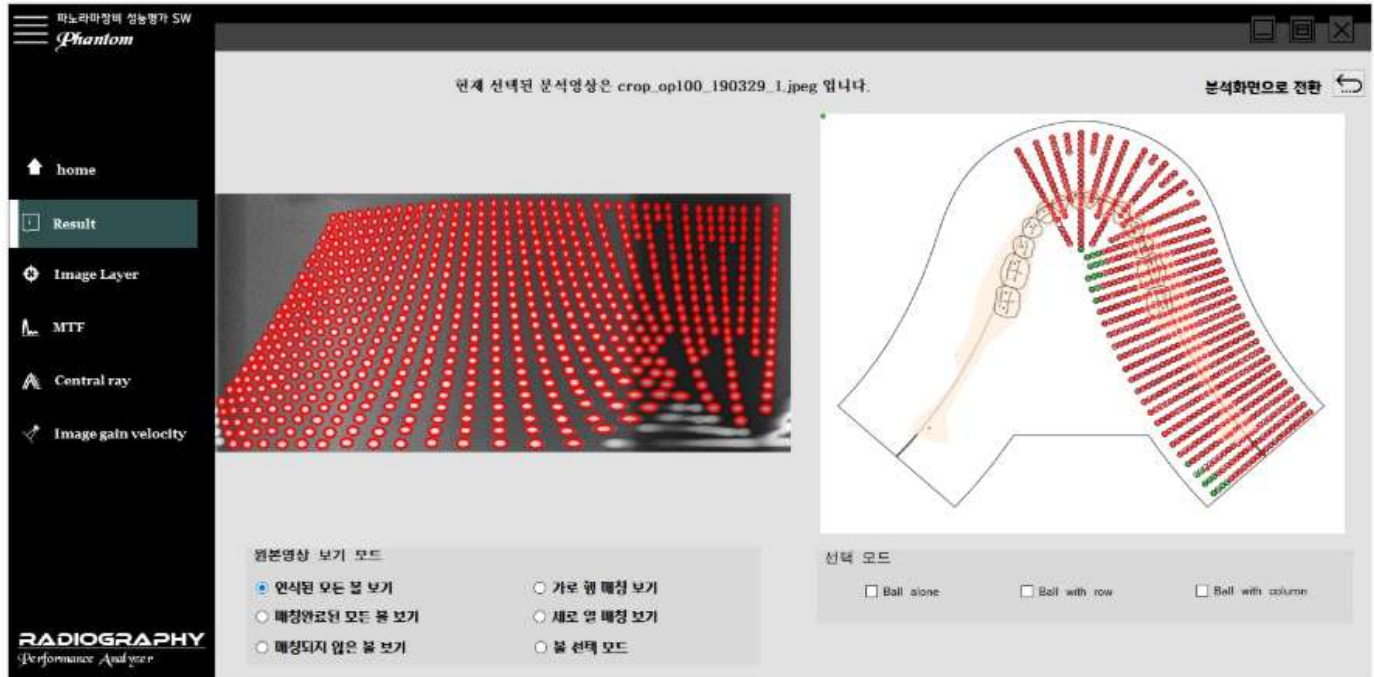 파노라마장비 성능평가 SW
Phantom
현재 선택된 분석영상은 crop_op100_190329_1.jpeg 입니다.
분석화면으로 전환
home
Result
Image Layer
MTF
Central ray
Image gain velocity
원본영상 보기 모드
인식된 모든 볼 보기
가로 행 매칭 보기
매칭완료된 모든 볼 보기
세로 열 매칭 보기
매칭되지 않은 볼 보기
볼 선택 모드
선택 모드
Ball alone
Ball with row
Ball with column
RADIOGRAPHY
Performance Analyzer